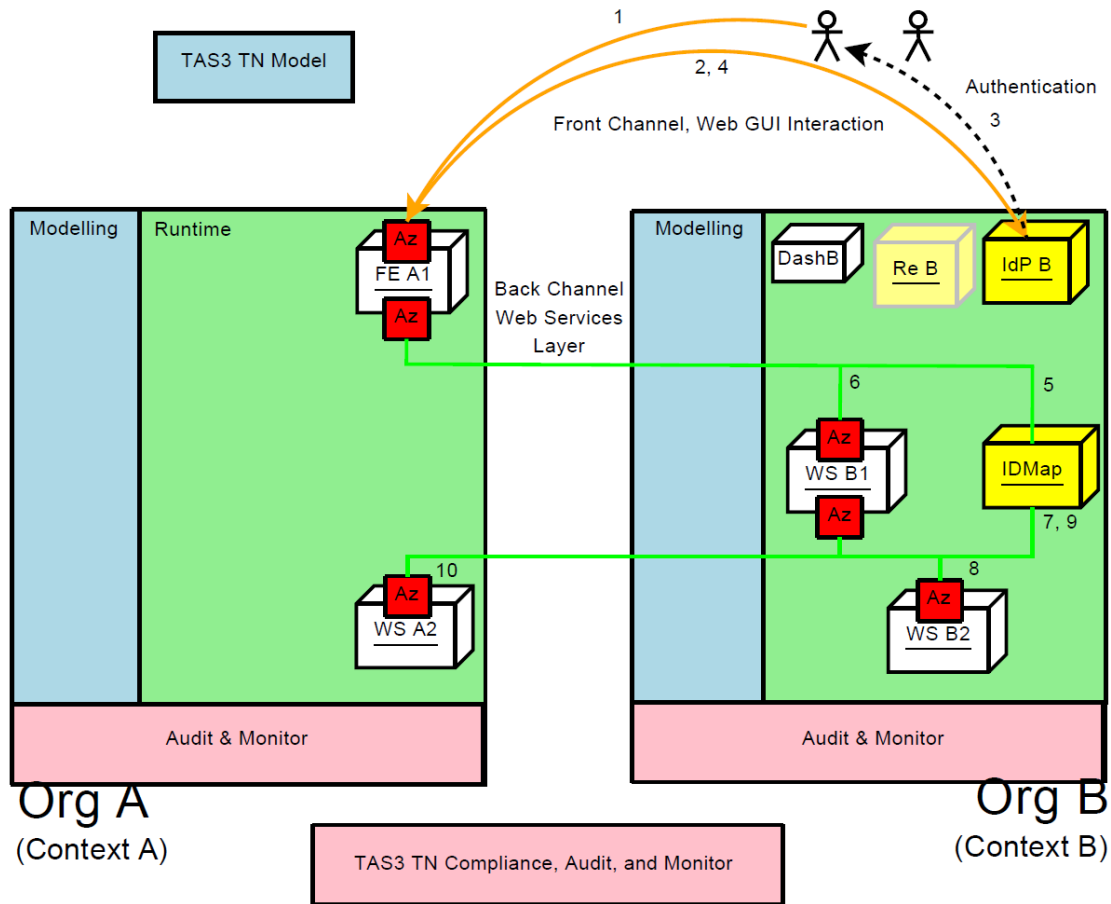 1
TAS3 TN Model
2, 4
Authentication
3
Front Channel, Web GUI Interaction
Modelling
Runtime
Az
FE A1
Az
Back Channel
Web Services
Layer
Modelling
DashB
Re B
IdP B
6
5
Az
WS B1
Az
IDMap
7, 9
10
8
Az
WS A2
Az
WS B2
Audit & Monitor
Audit & Monitor
Org A
(Context A)
Org B
(Context B)
TAS3 TN Compliance, Audit, and Monitor